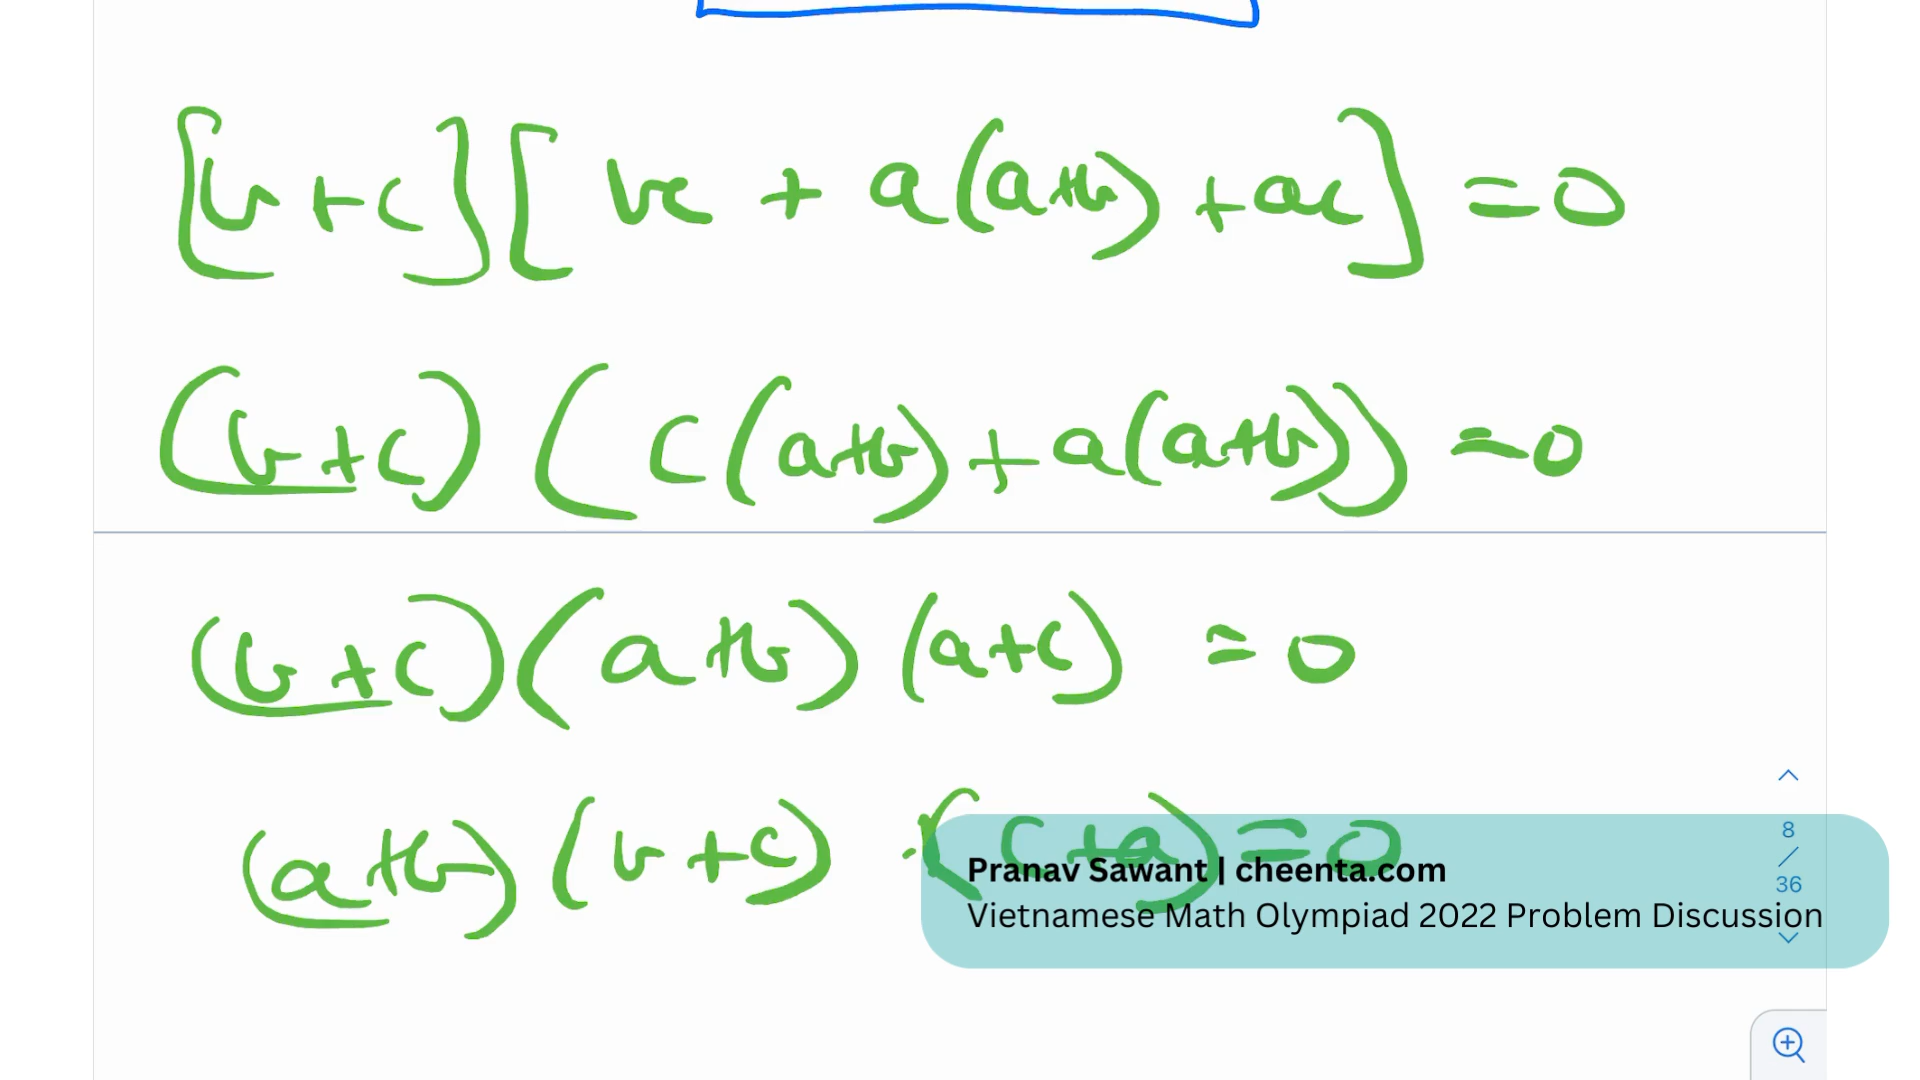 [b+c][bc + a(a+b) +ac] =0
(b+c) (c(a+b)+a(a+b)) =0
(b+c)(a+b)(a+c) =0
(a+b)(b+c).(c+a)=0
8
/
36
Pranav Sawant | cheenta.com
Vietnamese Math Olympiad 2022 Problem Discussion